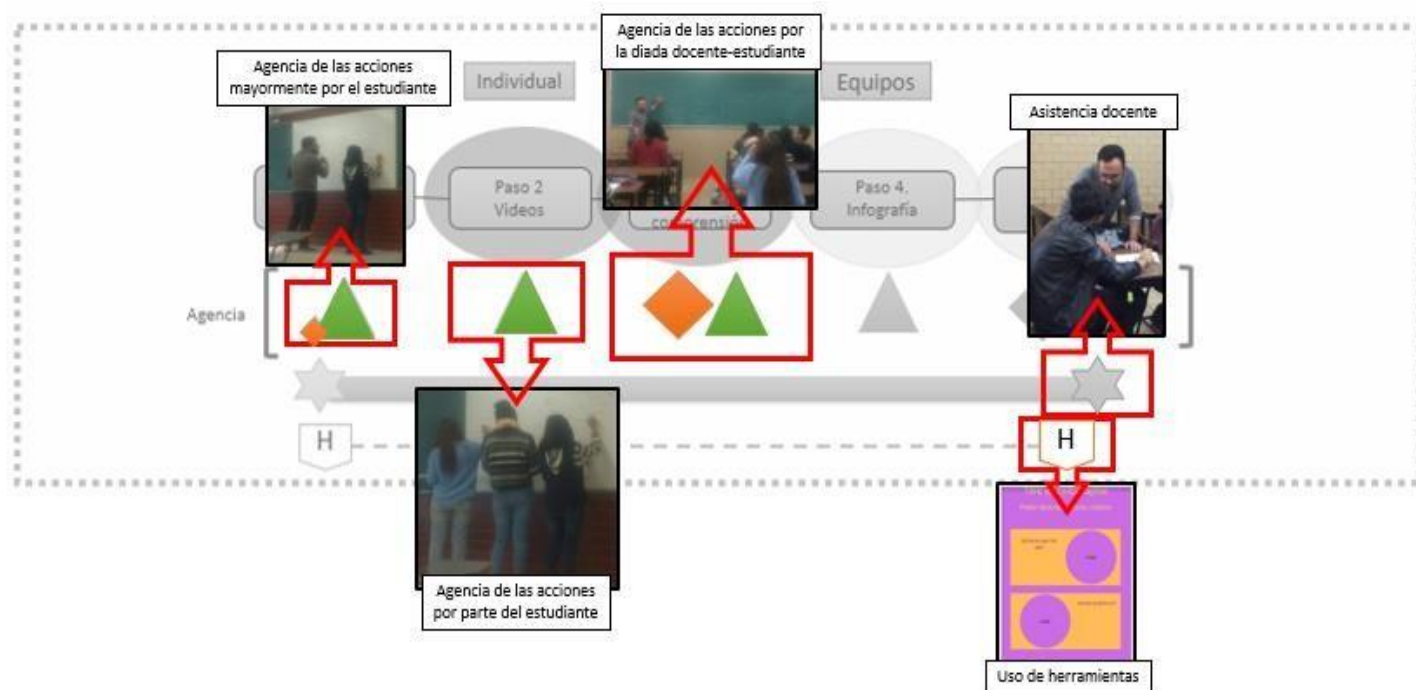 Agencia de las acciones
mayormente por el estudiante
Individual
Agencia de las acciones por
la diada docente-estudiante
Equipos
Asistencia docente
Paso 2
Videos
comprensión
Paso 4.
Infografía
Agencia
H
H
Agencia de las acciones
por parte del estudiante
Uso de herramientas